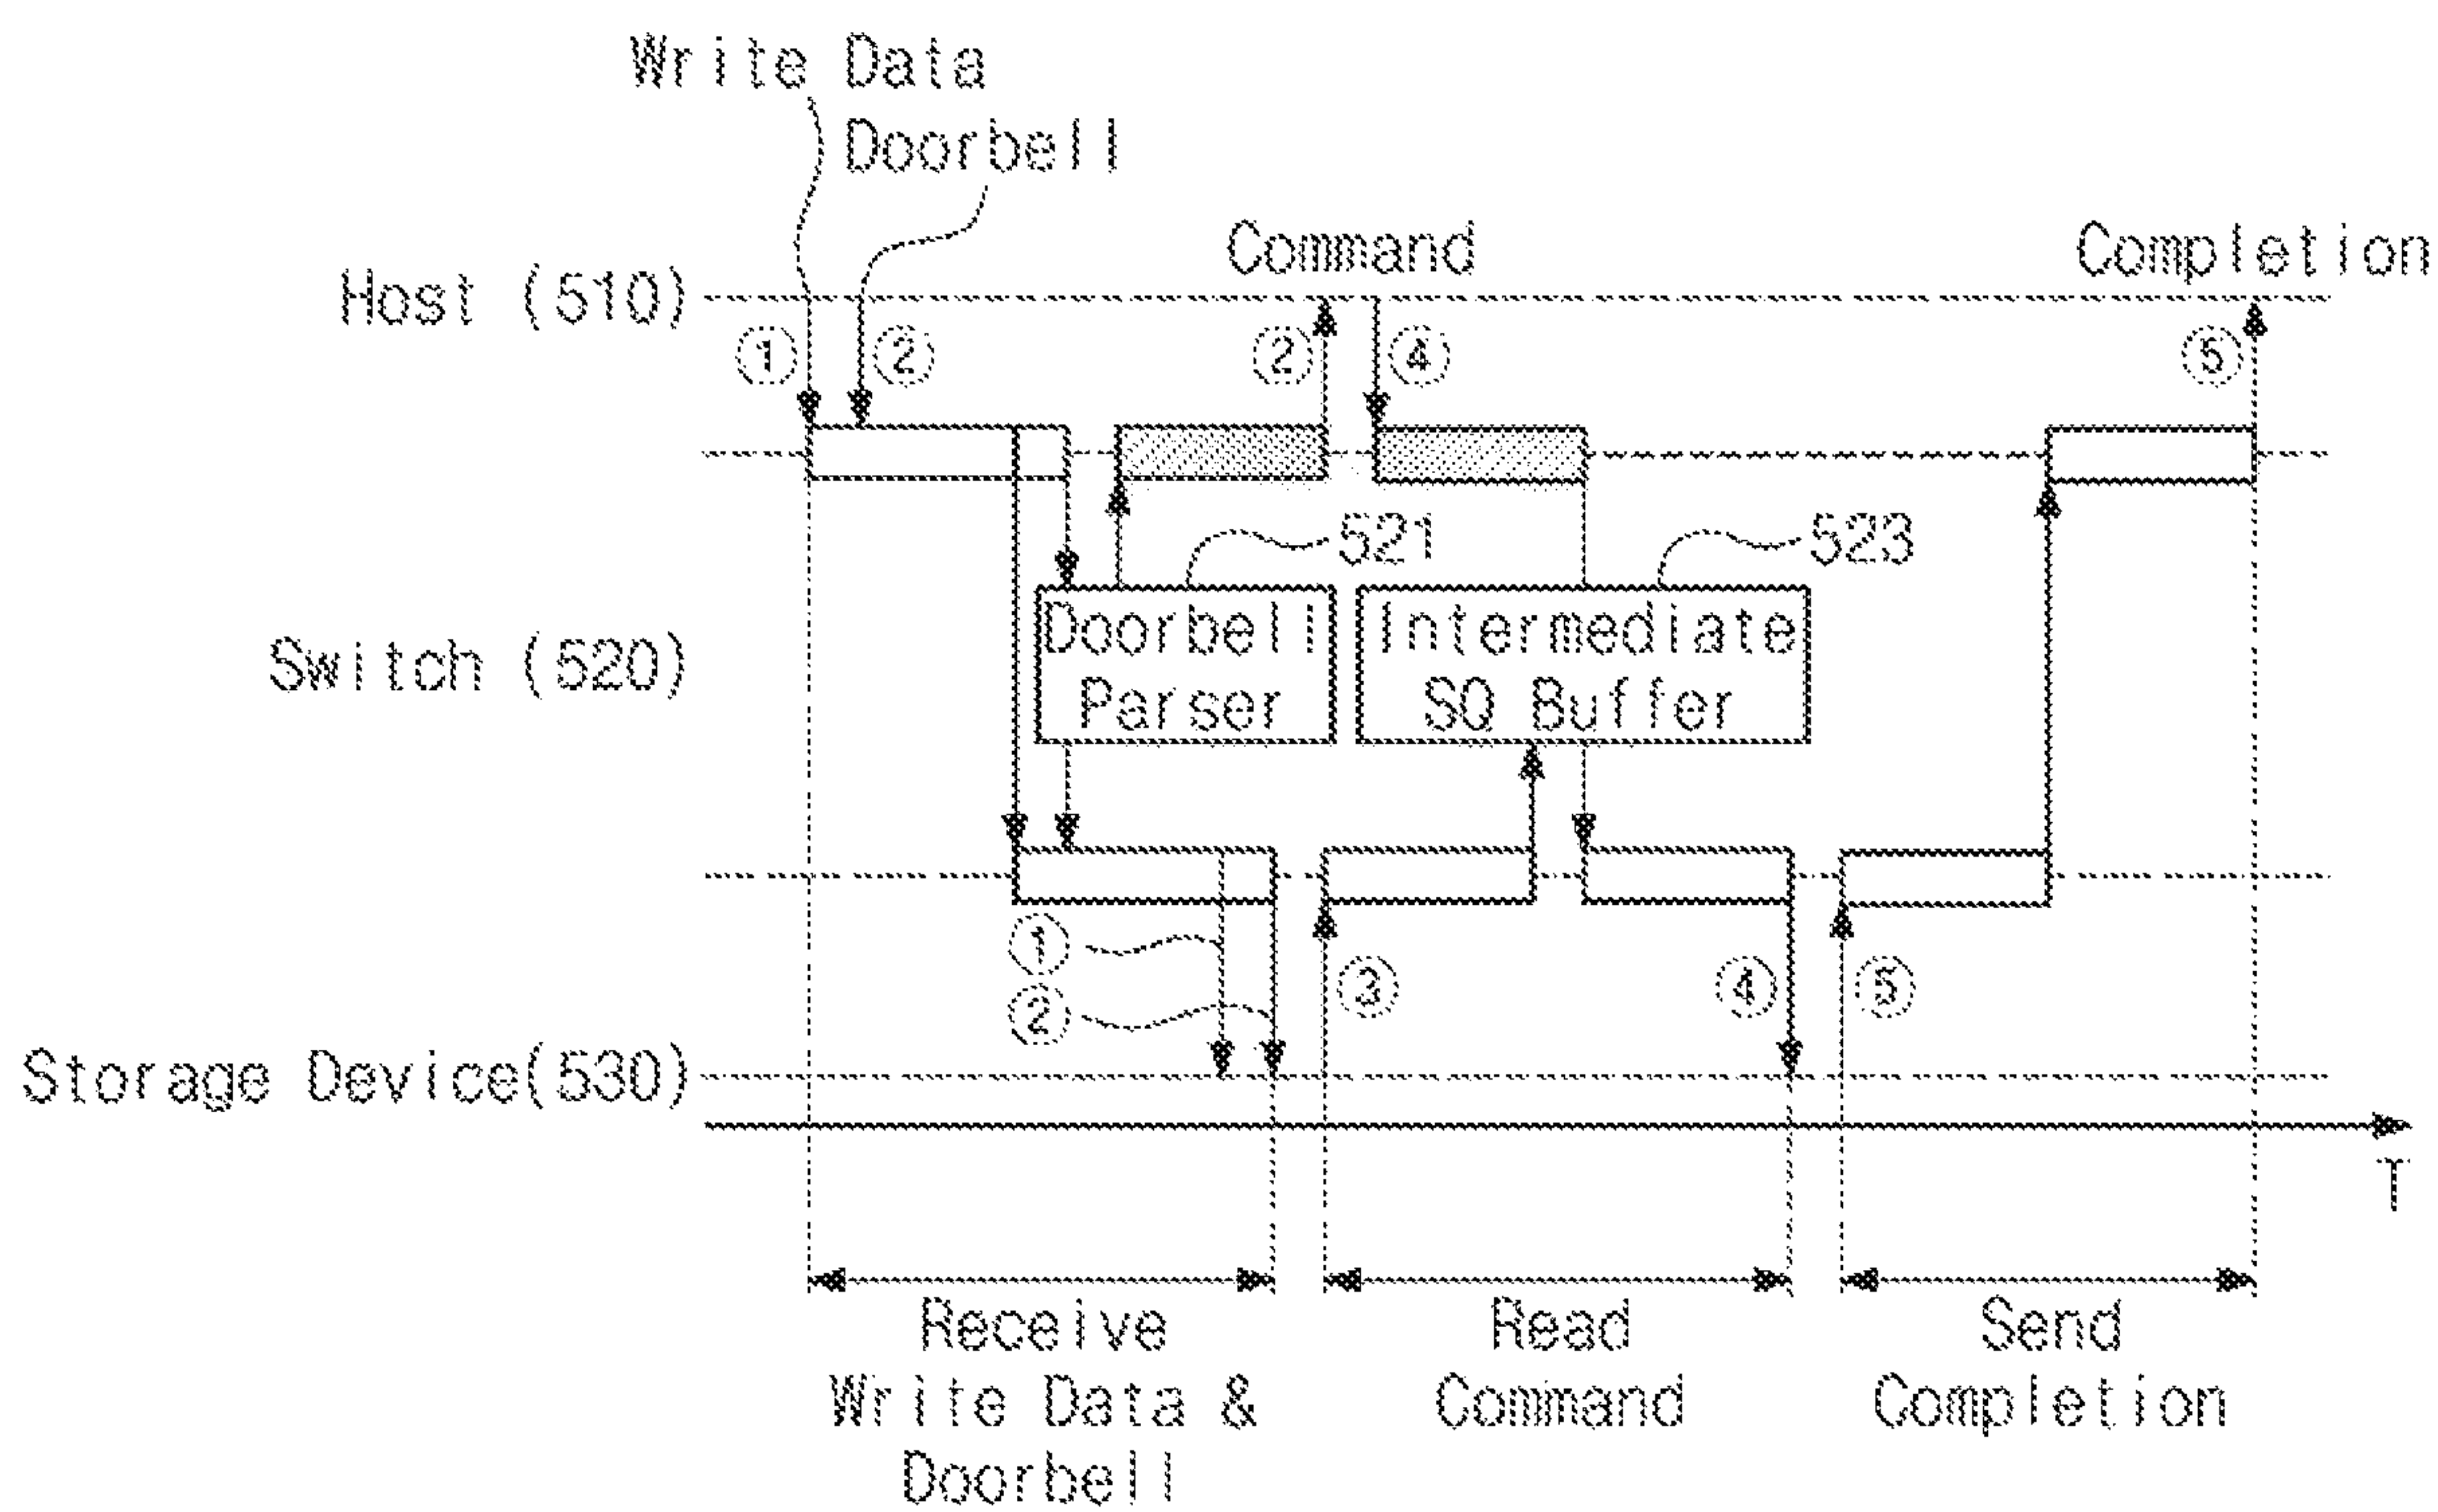 Write Data
Doorbell
Command
Completion
Host (510)
① ② ② ④ ⑤
521
523
Doorbell
Parser
Intermediate
SQ Buffer
Switch (520)
①
②
③ ④ ⑤
Storage Device(530)
T
Receive
Write Data &
Doorbell
Read
Command
Send
Completion